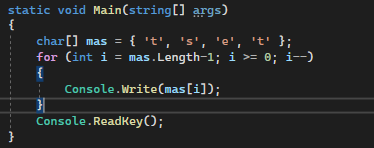 static void Main(string[] args)
{
char[] mas = { 't', 's', 'e', 't' };
for (int i = mas.Length-1; i >= 0; i--)
{
Console.Write(mas[i]);
}
Console.ReadKey();
}